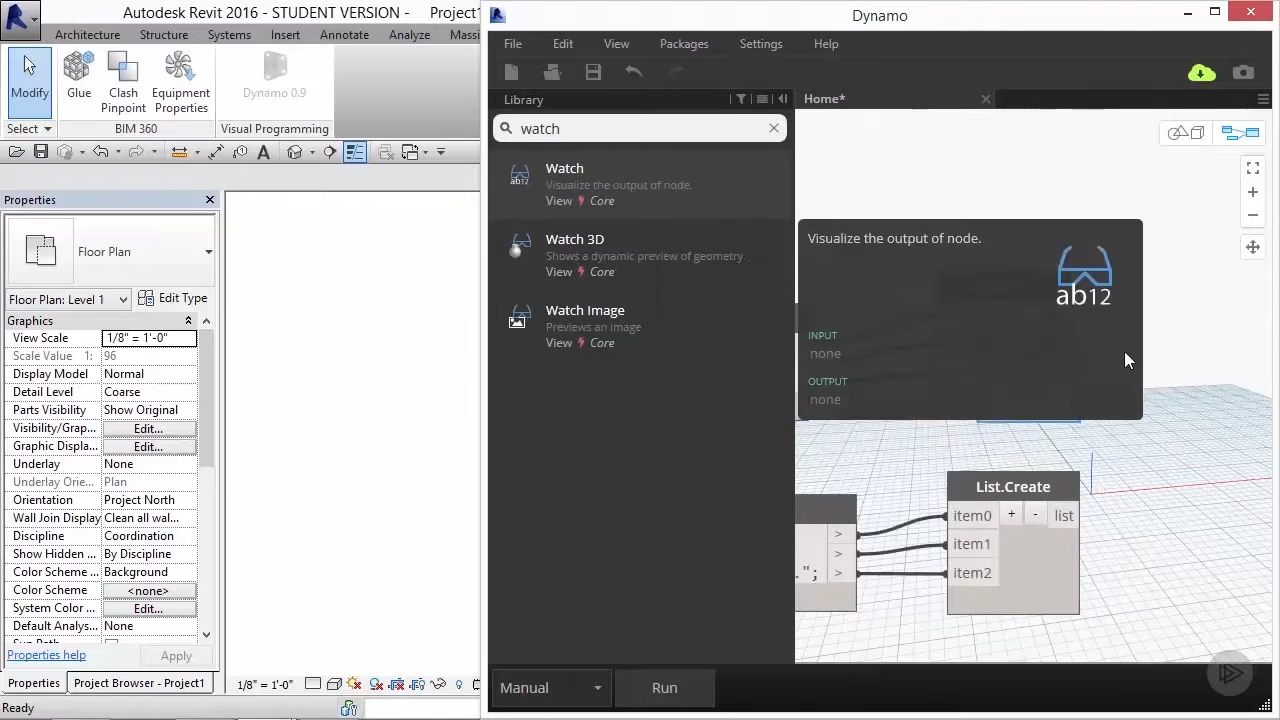 Autodesk Revit 2016 - STUDENT VERSION - Project1
Architecture Systems Insert Annotate Analyze
Modify
Glue
Clash
Pinpoint
Equipment
Properties
Dynamo 0.9
Select
BIM 360
Visual Programming
A
Properties
Floor Plan
Floor Plan: Level 1
Edit Type
Graphics
View Scale 1/8" = 1'-0"
Scale Value 1: 96
Display Model Normal
Detail Level Coarse
Parts Visibility Show Original
Visibility/Grap... Edit...
Graphic Displa... Edit...
Underlay None
Underlay Orie... Plan
Orientation Project North
Wall Join Display Clean all wal...
Discipline Coordination
Show Hidden ... By Disciplin...
Color Scheme... Background
Color Scheme...
System Color ... Edit...
Default Analys... None
Properties help
Apply
Properties
Project Browser - Project1
1/8" = 1'-0"
Ready
Dynamo
File Edit View Packages Settings Help
Library
Home*
watch
Watch
Visualize the output of node.
View Core
Watch 3D
Shows a dynamic preview of geometry.
View Core
Watch Image
Previews an image
View Core
ab12
Visualize the output of node.
ab12
INPUT
none
OUTPUT
none
List.Create
item0 + - list
item1
item2
>
>
."; >
Manual
Run